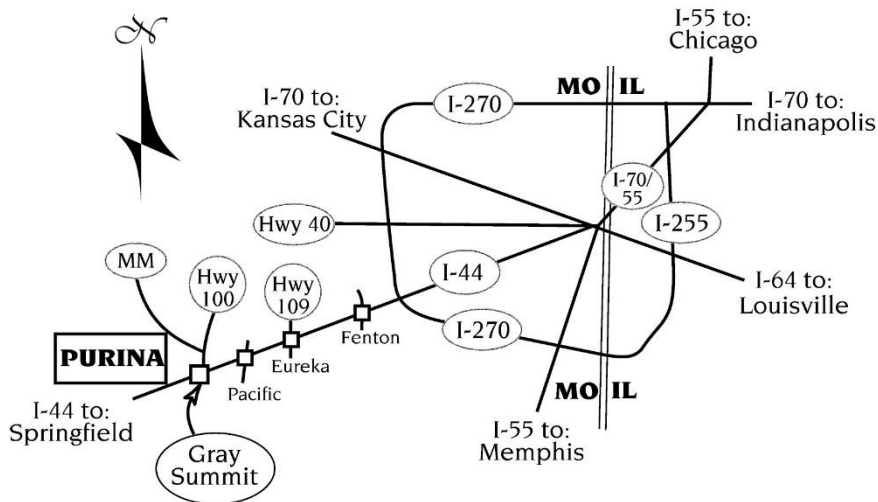 N
I-55 to:
Chicago
I-70 to:
Kansas City
I-270
MO IL
I-70 to:
Indianapolis
I-70/
55
Hwy 40
I-255
MM
Hwy
100
Hwy
109
I-44
I-64 to:
Louisville
Fenton
I-270
PURINA
Eureka
Pacific
MO IL
I-44 to:
Springfield
I-55 to:
Memphis
Gray
Summit